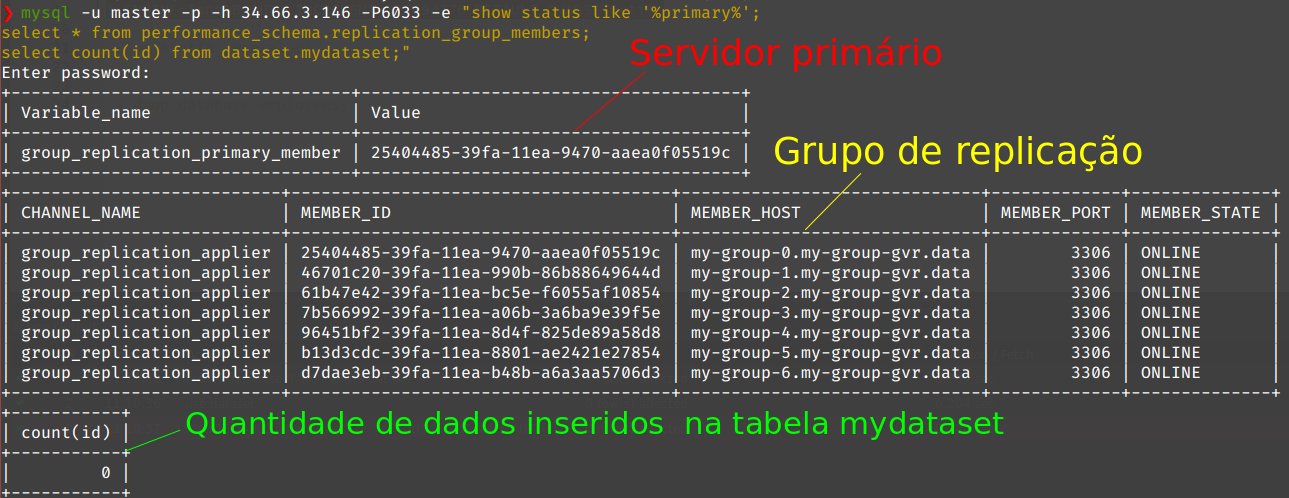 ❯ mysql -u master -p -h 34.66.3.146 -P6033 -e "show status like '%primary%';
select * from performance_schema.replication_group_members;
select count(id) from dataset.mydataset;"
Servidor primário
Enter password:
+-----------------------------------+--------------------------------------+
| Variable_name | Value |
+-----------------------------------+--------------------------------------+
| group_replication_primary_member | 25404485-39fa-11ea-9470-aaea0f05519c |
+-----------------------------------+--------------------------------------+
Grupo de replicação
| CHANNEL_NAME | MEMBER_ID | MEMBER_HOST | MEMBER_PORT | MEMBER_STATE |
| group_replication_applier | 25404485-39fa-11ea-9470-aaea0f05519c | my-group-0.my-group-gvr.data | 3306 | ONLINE |
| group_replication_applier | 46701c20-39fa-11ea-990b-86b88649644d | my-group-1.my-group-gvr.data | 3306 | ONLINE |
| group_replication_applier | 61b47e42-39fa-11ea-bc5e-f6055af10854 | my-group-2.my-group-gvr.data | 3306 | ONLINE |
| group_replication_applier | 7b566992-39fa-11ea-a06b-3a6ba9e39f5e | my-group-3.my-group-gvr.data | 3306 | ONLINE |
| group_replication_applier | 96451bf2-39fa-11ea-8d4f-825de89a58d8 | my-group-4.my-group-gvr.data | 3306 | ONLINE |
| group_replication_applier | b13d3cdc-39fa-11ea-8801-ae2421e27854 | my-group-5.my-group-gvr.data | 3306 | ONLINE |
| group_replication_applier | d7dae3eb-39fa-11ea-b48b-a6a3aa5706d3 | my-group-6.my-group-gvr.data | 3306 | ONLINE |
Quantidade de dados inseridos na tabela mydataset
| count(id) |
| 0 |